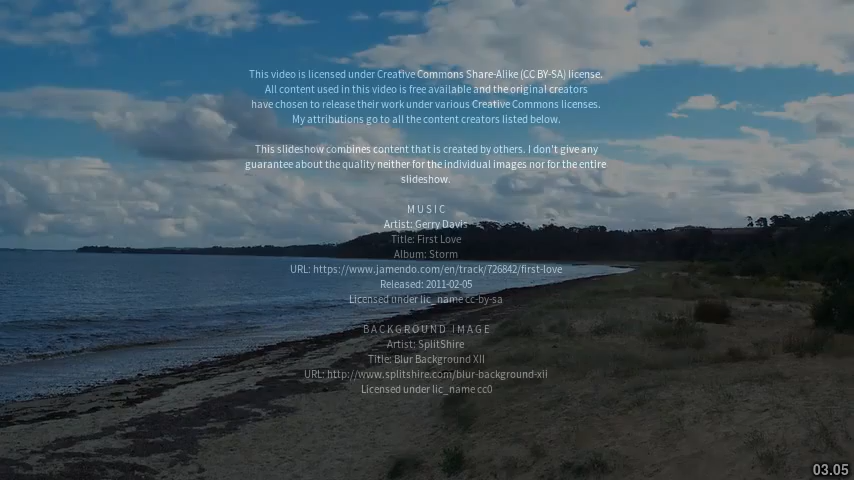 This video is licensed under Creative Commons Share-Alike (CC BY-SA) license.
All content used in this video is free available and the original creators
have chosen to release their work under various Creative Commons licenses.
My attributions go to all the content creators listed below.
This slideshow combines content that is created by others. I don't give any
guarantee about the quality neither for the individual images nor for the entire
slideshow.
MUSIC
Artist: Gerry Davis
Title: First Love
Album: Storm
URL: https://www.jamendo.com/en/track/726842/first-love
Released: 2011-02-05
Licensed under lic_name cc-by-sa
BACKGROUND IMAGE
Artist: SplitShire
Title: Blur Background XII
URL: http://www.splitshire.com/blur-background-xii
Licensed under lic_name cc0
03.05